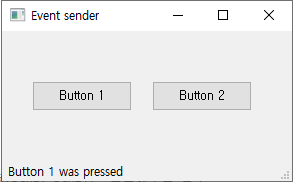 Event sender
Button 1
Button 2
Button 1 was pressed